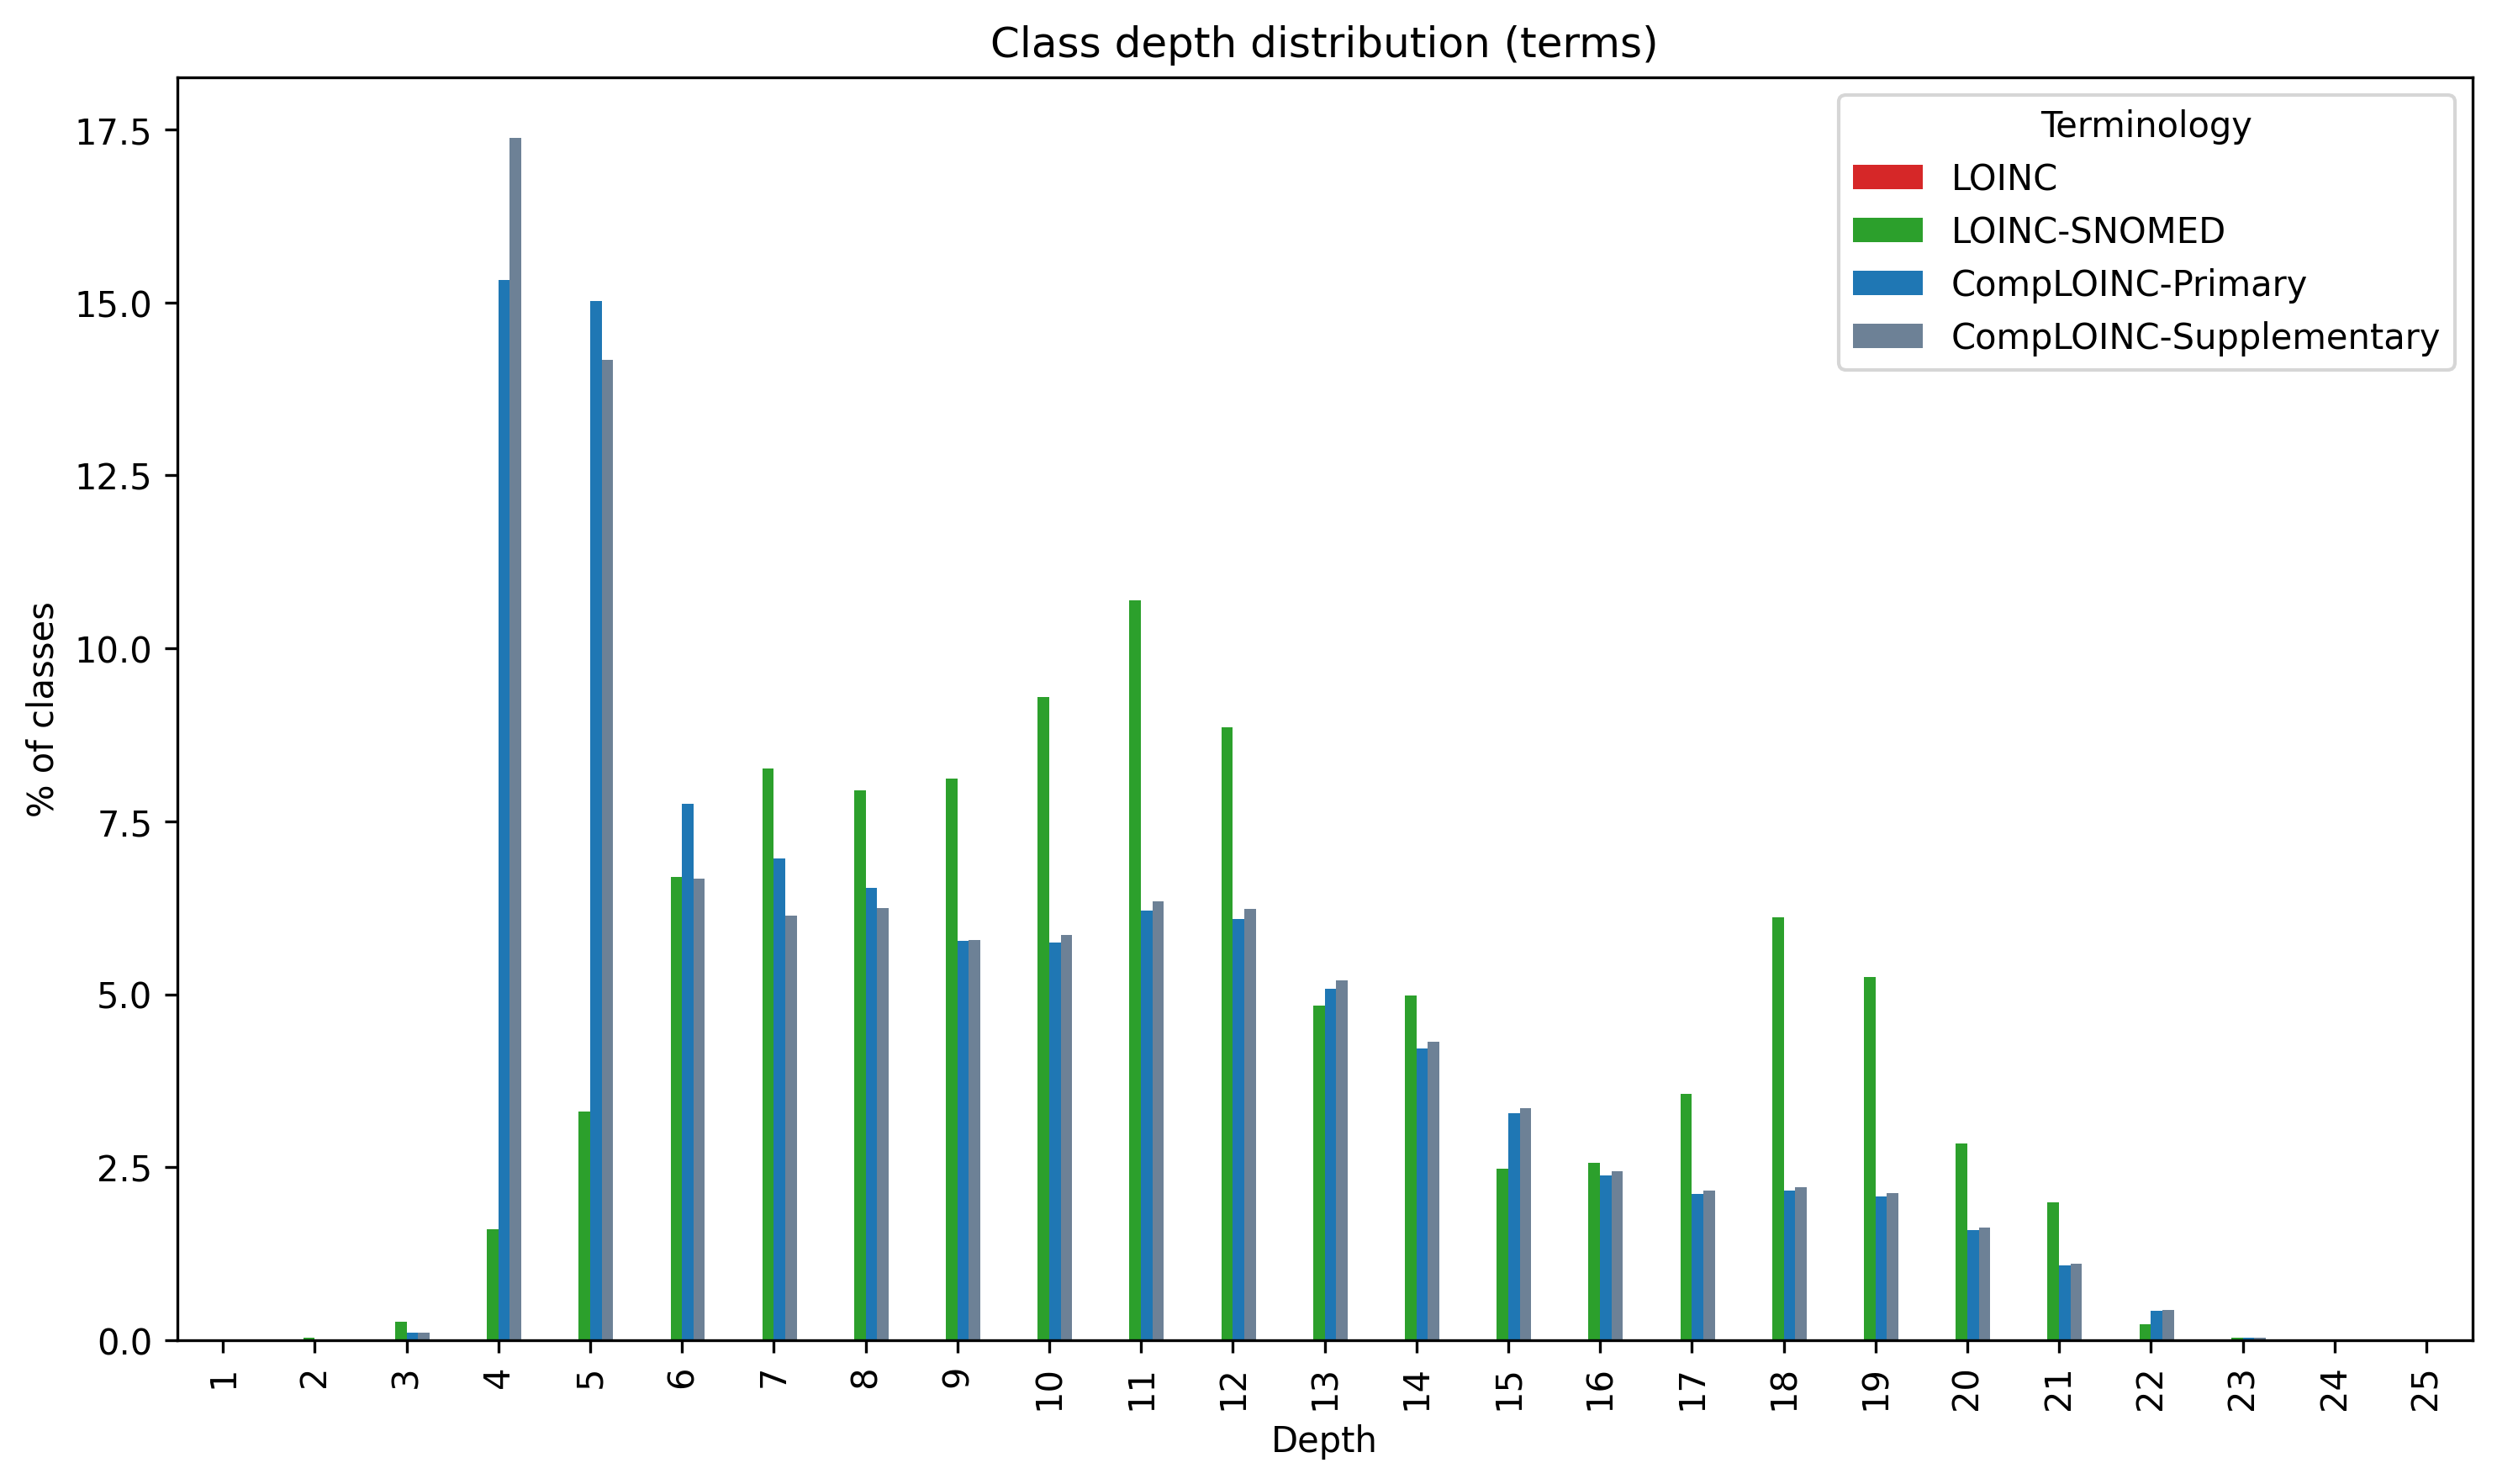 Class depth distribution (terms)
Terminology
LOINC
LOINC-SNOMED
CompLOINC-Primary
CompLOINC-Supplementary
% of classes
17.5
15.0
12.5
10.0
7.5
5.0
2.5
0.0
1 2 3 4 5 6 7 8 9 10 11 12 13 14 15 16 17 18 19 20 21 22 23 24 25
Depth